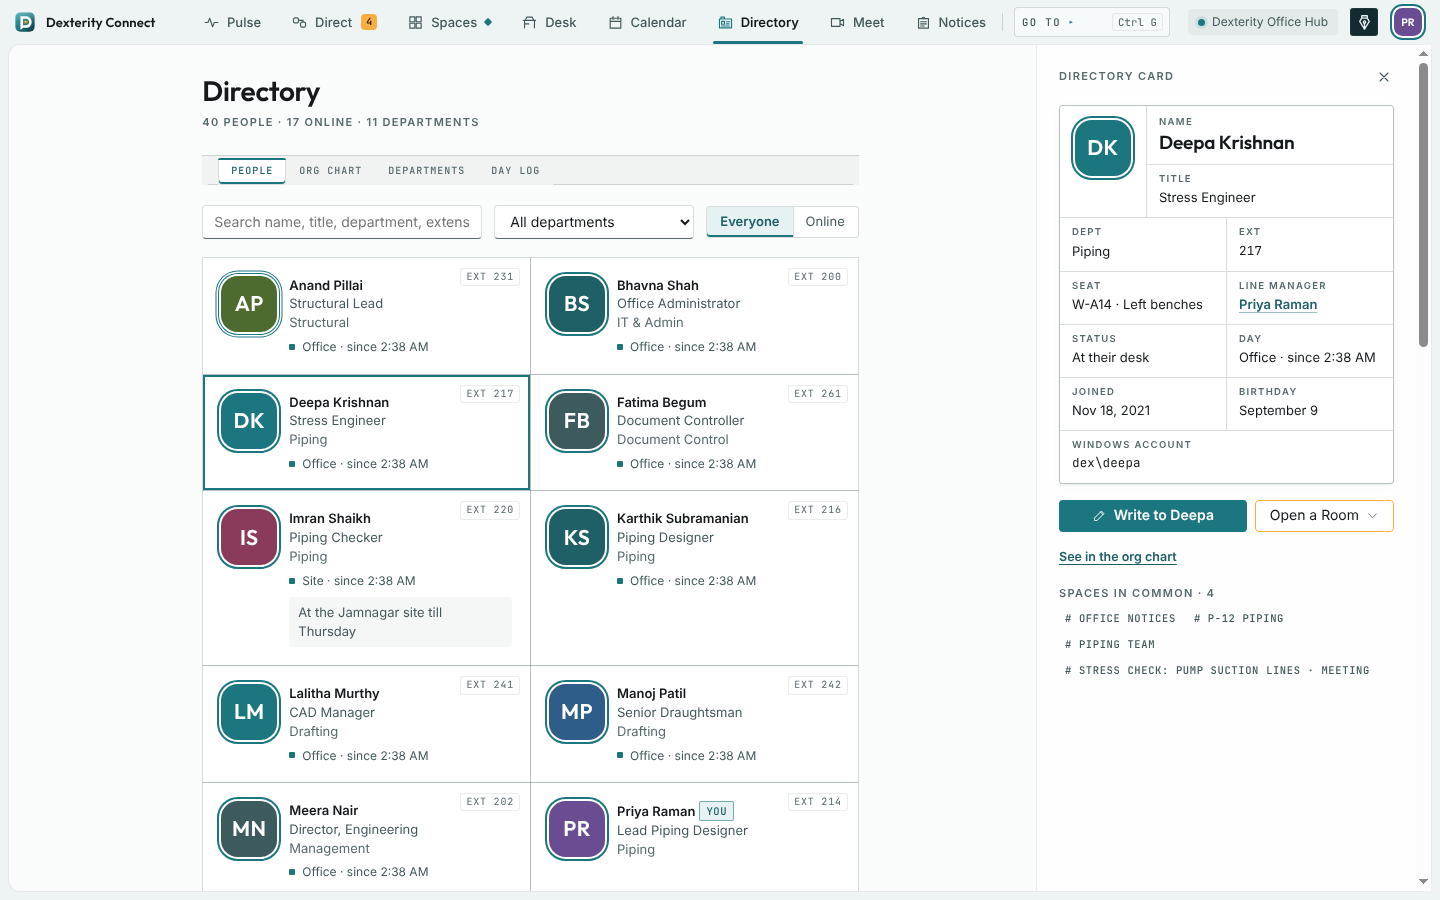 Dexterity Connect
Pulse
Direct 4
Spaces
Desk
Calendar
Directory
Meet
Notices
GO TO
Ctrl G
Dexterity Office Hub
PR
Directory
40 PEOPLE · 17 ONLINE · 11 DEPARTMENTS
PEOPLE
ORG CHART
DEPARTMENTS
DAY LOG
Search name, title, department, extens
All departments
Everyone
Online
AP
Anand Pillai
EXT 231
Structural Lead
Structural
Office · since 2:38 AM
BS
Bhavna Shah
EXT 200
Office Administrator
IT & Admin
Office · since 2:38 AM
DK
Deepa Krishnan
EXT 217
Stress Engineer
Piping
Office · since 2:38 AM
FB
Fatima Begum
EXT 261
Document Controller
Document Control
Office · since 2:38 AM
IS
Imran Shaikh
EXT 220
Piping Checker
Piping
Site · since 2:38 AM
At the Jamnagar site till
Thursday
KS
Karthik Subramanian
EXT 216
Piping Designer
Piping
Office · since 2:38 AM
LM
Lalitha Murthy
EXT 241
CAD Manager
Drafting
Office · since 2:38 AM
MP
Manoj Patil
EXT 242
Senior Draughtsman
Drafting
Office · since 2:38 AM
MN
Meera Nair
EXT 202
Director, Engineering
Management
Office · since 2:38 AM
PR
Priya Raman YOU
EXT 214
Lead Piping Designer
Piping
DIRECTORY CARD
DK
NAME
Deepa Krishnan
TITLE
Stress Engineer
DEPT
Piping
EXT
217
SEAT
W-A14 · Left benches
LINE MANAGER
Priya Raman
STATUS
At their desk
DAY
Office · since 2:38 AM
JOINED
Nov 18, 2021
BIRTHDAY
September 9
WINDOWS ACCOUNT
dex\deepa
Write to Deepa
Open a Room
See in the org chart
SPACES IN COMMON · 4
# OFFICE NOTICES
# P-12 PIPING
# PIPING TEAM
# STRESS CHECK: PUMP SUCTION LINES · MEETING